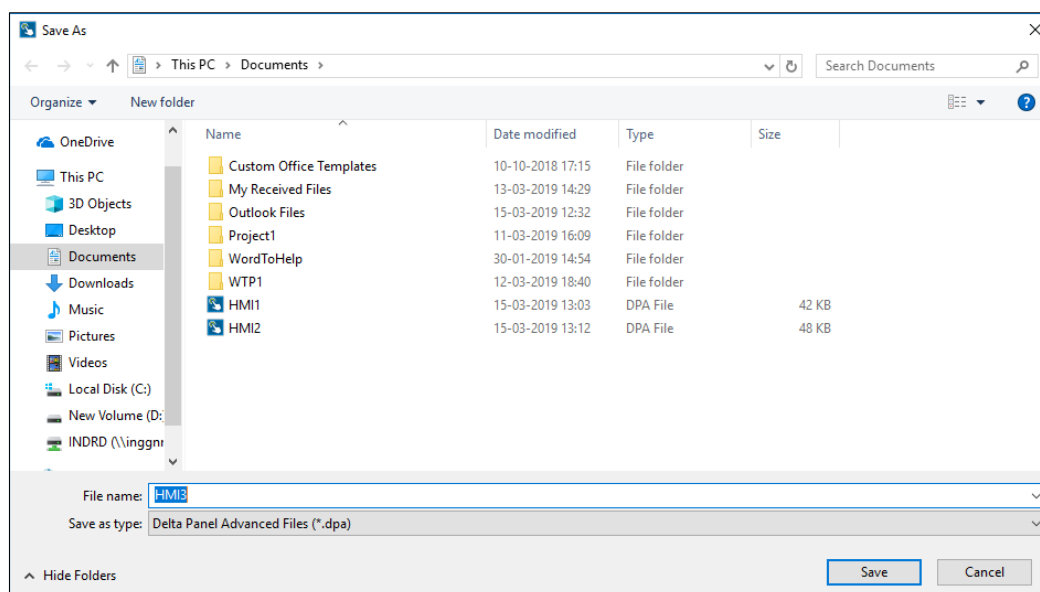 Save As
This PC > Documents >
Search Documents
Organize
New folder
Name Date modified Type Size
OneDrive
This PC
3D Objects
Desktop
Documents
Downloads
Music
Pictures
Videos
Local Disk (C:)
New Volume (D:
INDRD (\\inggnr
Custom Office Templates 10-10-2018 17:15 File folder
My Received Files 13-03-2019 14:29 File folder
Outlook Files 15-03-2019 12:32 File folder
Project1 11-03-2019 16:09 File folder
WordToHelp 30-01-2019 14:54 File folder
WTP1 12-03-2019 18:40 File folder
HMI1 15-03-2019 13:03 DPA File 42 KB
HMI2 15-03-2019 13:12 DPA File 48 KB
File name: HMI3
Save as type: Delta Panel Advanced Files (*.dpa)
Hide Folders
Save
Cancel